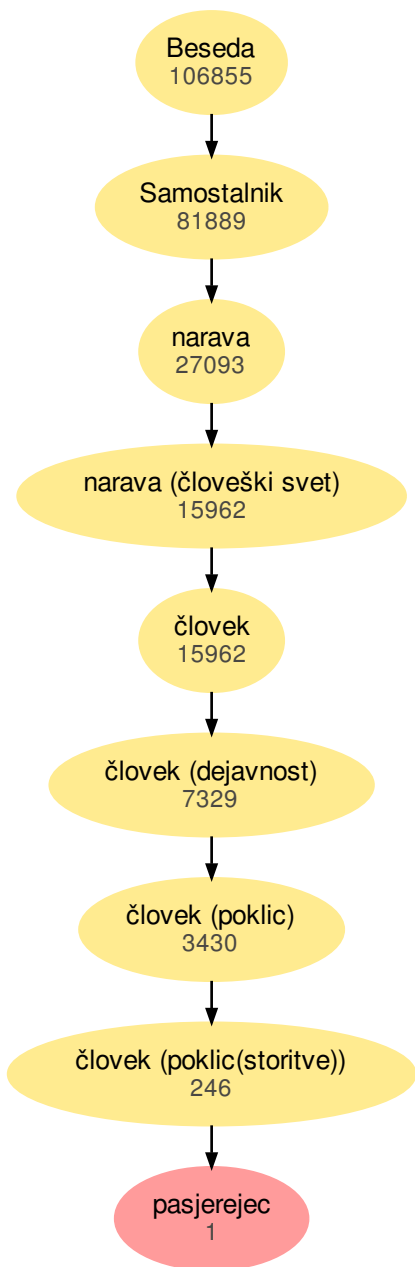 Beseda
106855
Samostalnik
81889
narava
27093
narava (človeški svet)
15962
človek
15962
človek (dejavnost)
7329
človek (poklic)
3430
človek (poklic(storitve))
246
pasjerejec
1